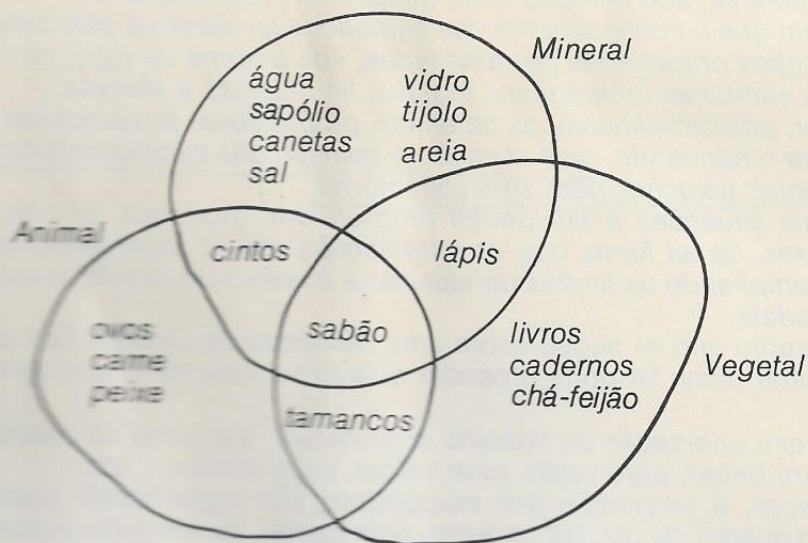 Mineral
água
sapólio
canetas
sal
vidro
tijolo
areia
Animal
cintos
lápis
ovos
carne
peixe
sabão
livros
cadernos
chá-feijão
Vegetal
tamancos